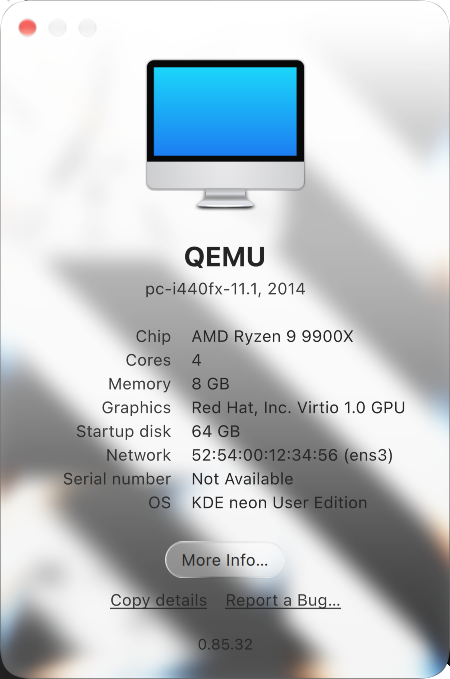 QEMU
pc-i440fx-11.1, 2014
Chip AMD Ryzen 9 9900X
Cores 4
Memory 8 GB
Graphics Red Hat, Inc. Virtio 1.0 GPU
Startup disk 64 GB
Network 52:54:00:12:34:56 (ens3)
Serial number Not Available
OS KDE neon User Edition
More Info...
Copy details Report a Bug...
0.85.32